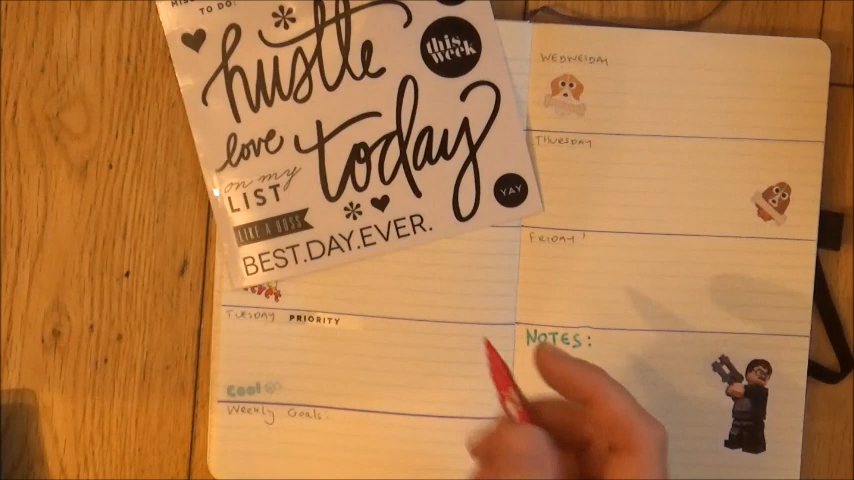 TO DO!
hustle
this
week
love today
on my
LIST
YAY
LIKE A BOSS
BEST.DAY.EVER.
TUESDAY PRIORITY
cool
Weekly Goals:
WEDNESDAY
THURSDAY
FRIDAY!
NOTES: